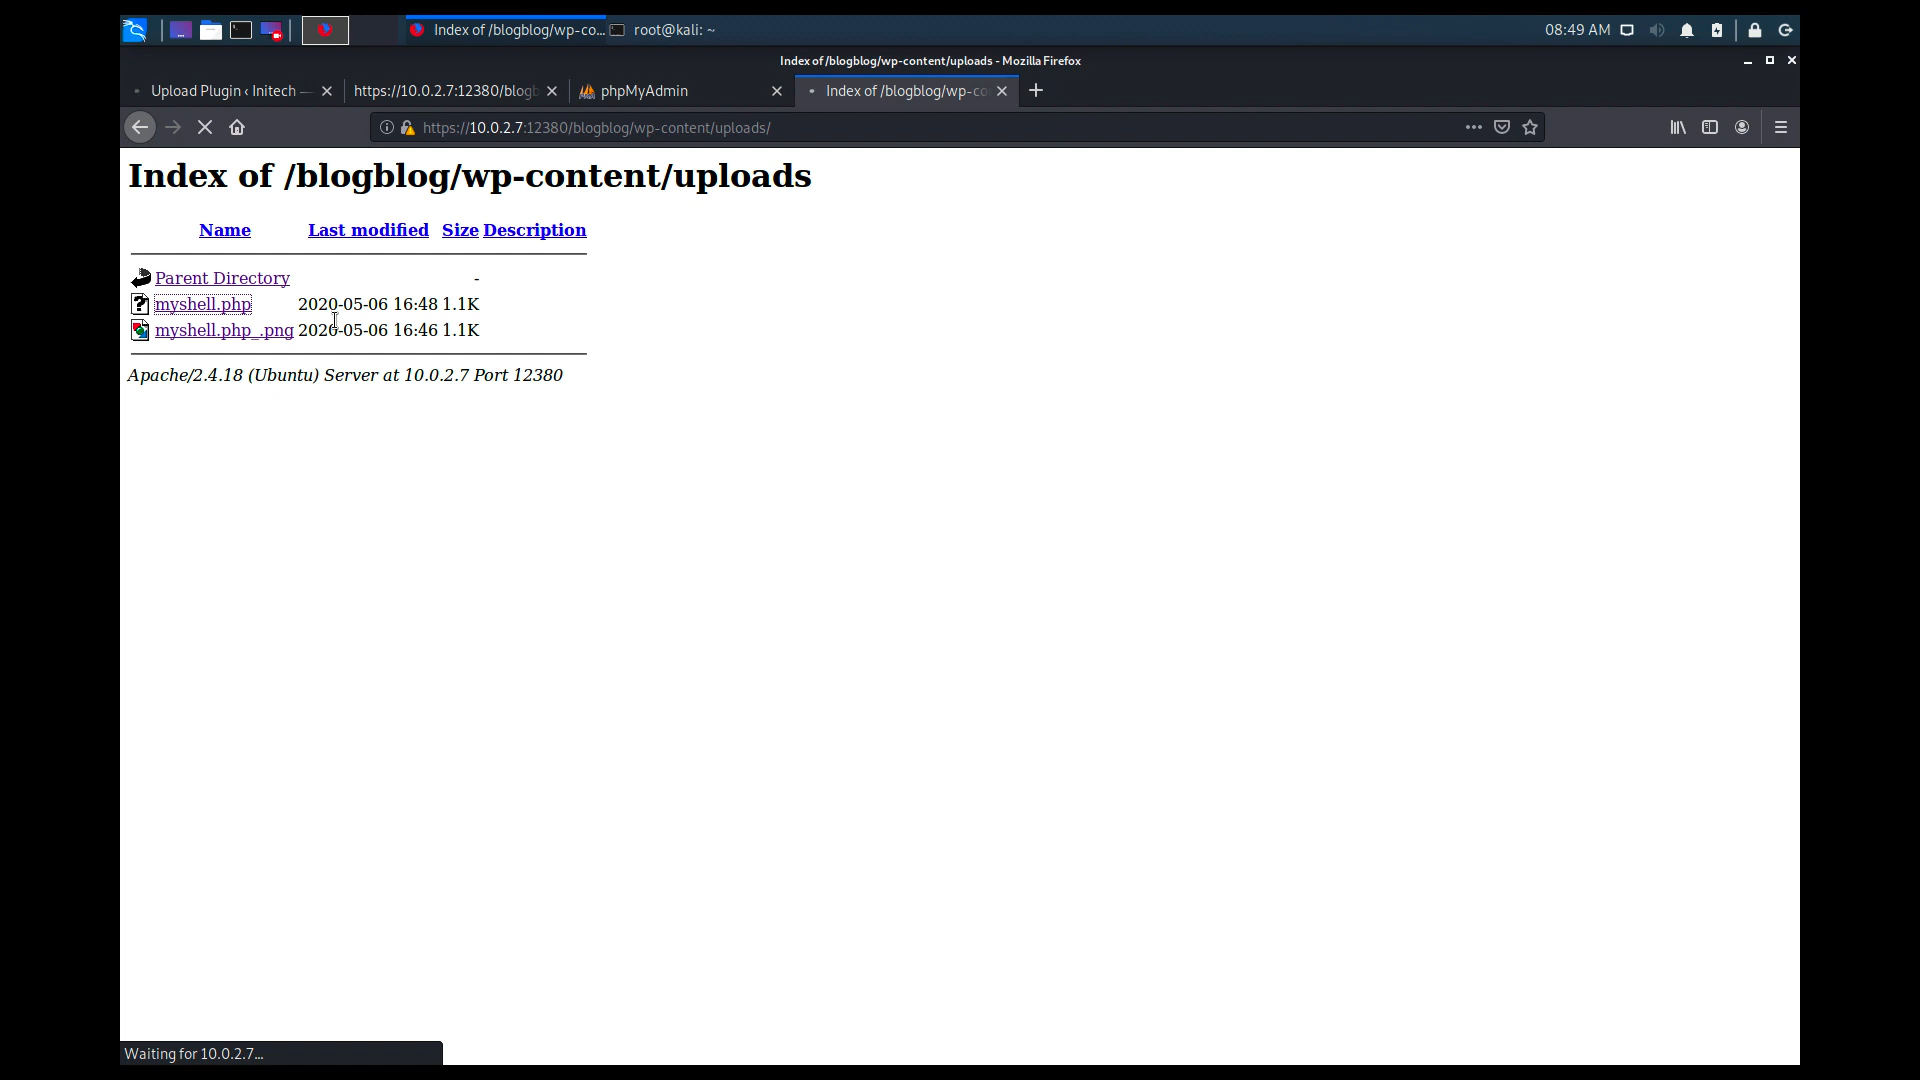 Index of /blogblog/wp-co... root@kali: ~ 08:49 AM
Index of /blogblog/wp-content/uploads - Mozilla Firefox
Upload Plugin ‹ Initech — https://10.0.2.7:12380/blogb phpMyAdmin Index of /blogblog/wp-co
https://10.0.2.7:12380/blogblog/wp-content/uploads/
Index of /blogblog/wp-content/uploads
Name Last modified Size Description
Parent Directory -
myshell.php 2020-05-06 16:48 1.1K
myshell.php_.png 2020-05-06 16:46 1.1K
Apache/2.4.18 (Ubuntu) Server at 10.0.2.7 Port 12380
Waiting for 10.0.2.7...